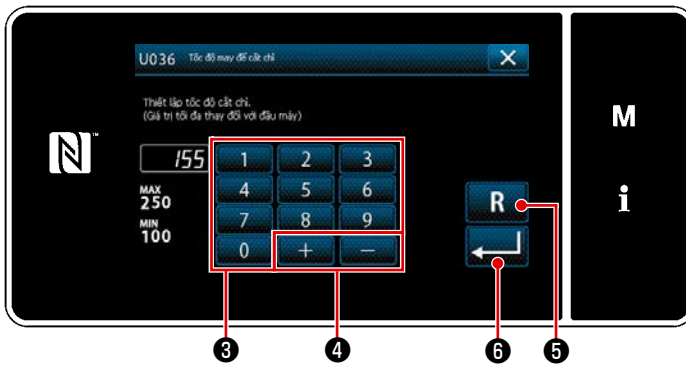 U036 Tốc độ may để cắt chỉ
Thiết lập tốc độ cắt chỉ.
(Giá trị tối đa thay đổi với đầu máy)
155
MAX
250
MIN
100
1 2 3
4 5 6
7 8 9
0 + −
R
M
i
N
❸ ❹ ❻ ❺